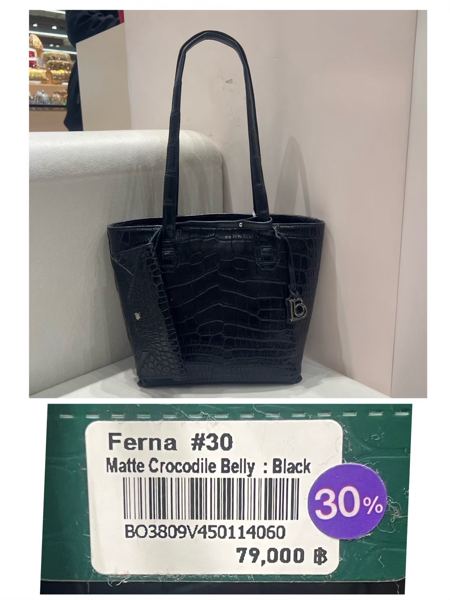 Ferna #30
Matte Crocodile Belly : Black
30%
BO3809V450114060
79,000 ฿